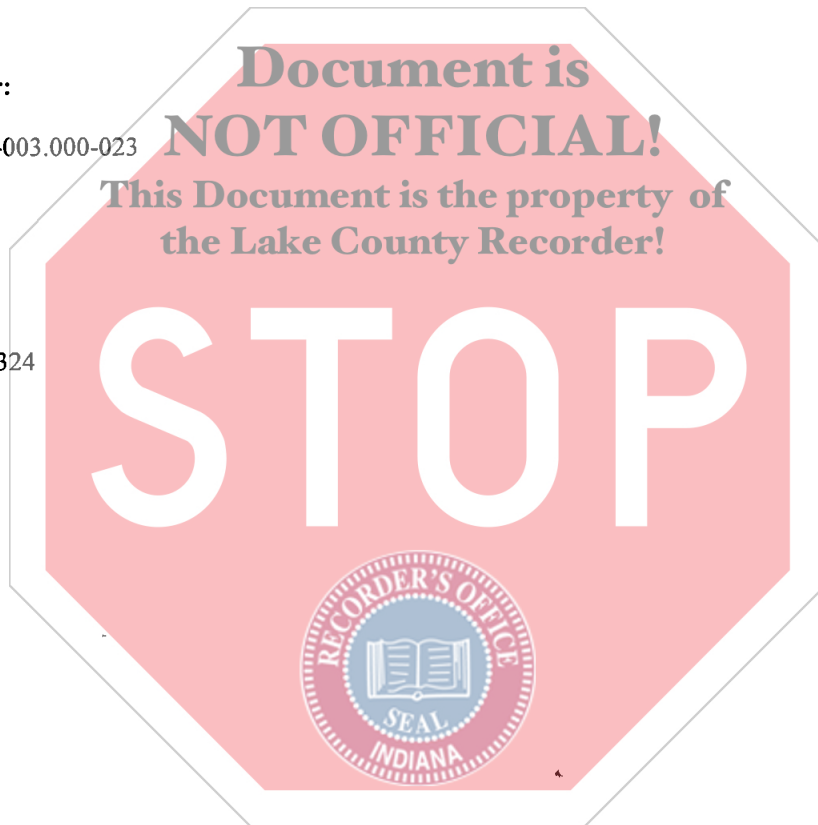 Document is
:
NOT OFFICIAL!
-003.000-023
This Document is the property of
the Lake County Recorder!
324
STOP
RECORDER'S OFFICE
SEAL
INDIANA